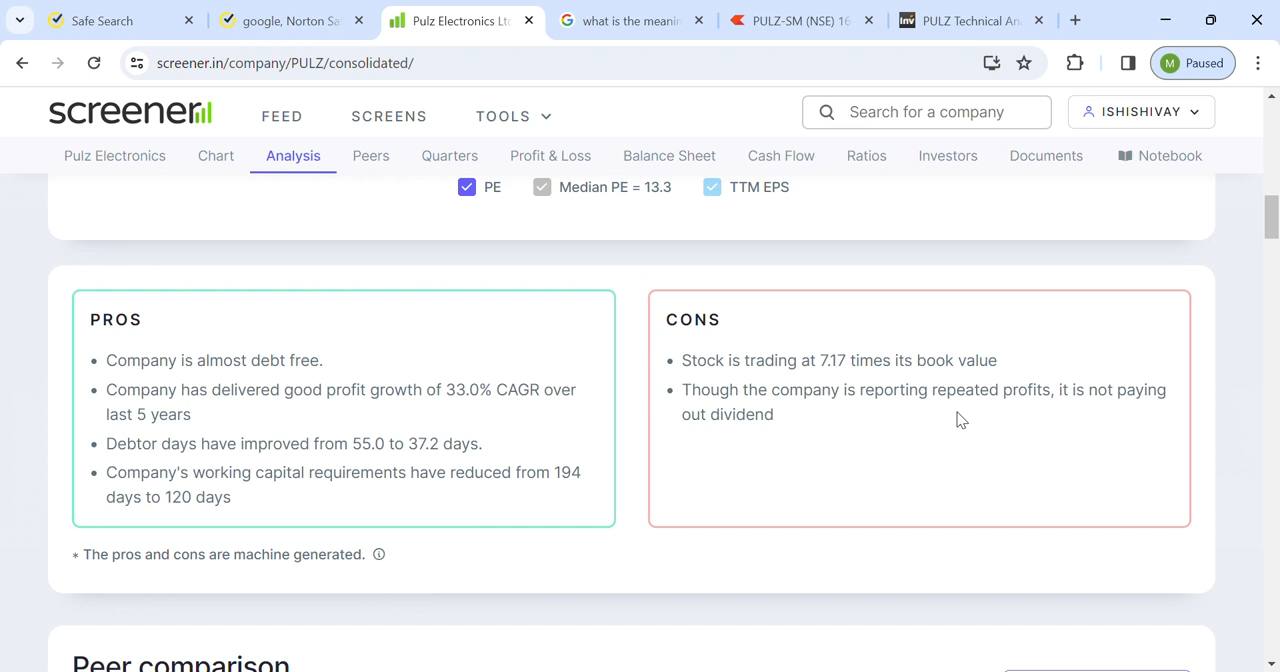 Safe Search
google, Norton Sa
Pulz Electronics Ltd
what is the meanin
PULZ-SM (NSE) 16
Inv
PULZ Technical An
screener.in/company/PULZ/consolidated/
M Paused
screener
FEED
SCREENS
TOOLS
Search for a company
ISHISHIVAY
Pulz Electronics
Chart
Analysis
Peers
Quarters
Profit & Loss
Balance Sheet
Cash Flow
Ratios
Investors
Documents
Notebook
PE
Median PE = 13.3
TTM EPS
PROS
• Company is almost debt free.
• Company has delivered good profit growth of 33.0% CAGR over
last 5 years
• Debtor days have improved from 55.0 to 37.2 days.
• Company's working capital requirements have reduced from 194
days to 120 days
CONS
• Stock is trading at 7.17 times its book value
• Though the company is reporting repeated profits, it is not paying
out dividend
* The pros and cons are machine generated.
Peer comparison